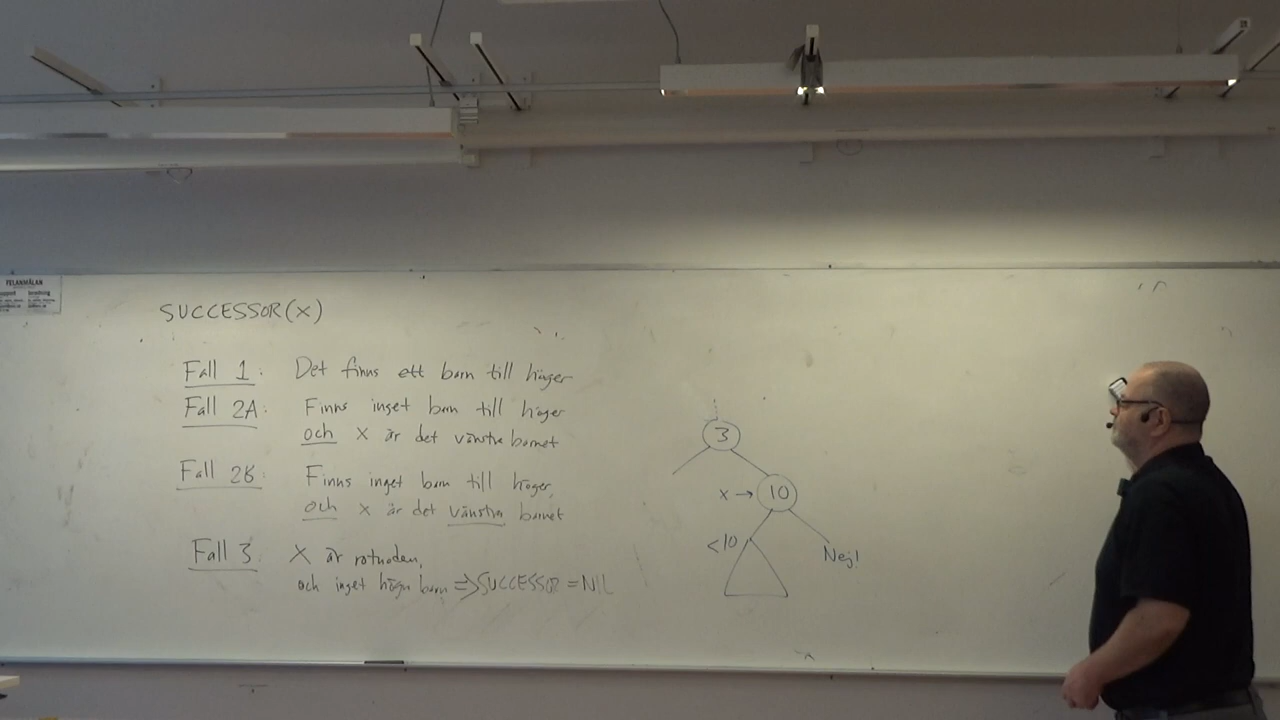 FELANMÄLAN
SUCCESSOR(X)
Fall 1: Det finns ett barn till höger
Fall 2A: Finns inget barn till höger
och X är det vänstra barnet
Fall 2B: Finns inget barn till höger,
och X är det vänstra barnet
Fall 3: X är rotnoden,
och inget höger barn => SUCCESSOR = NIL
3
x → 10
<10
Nej!